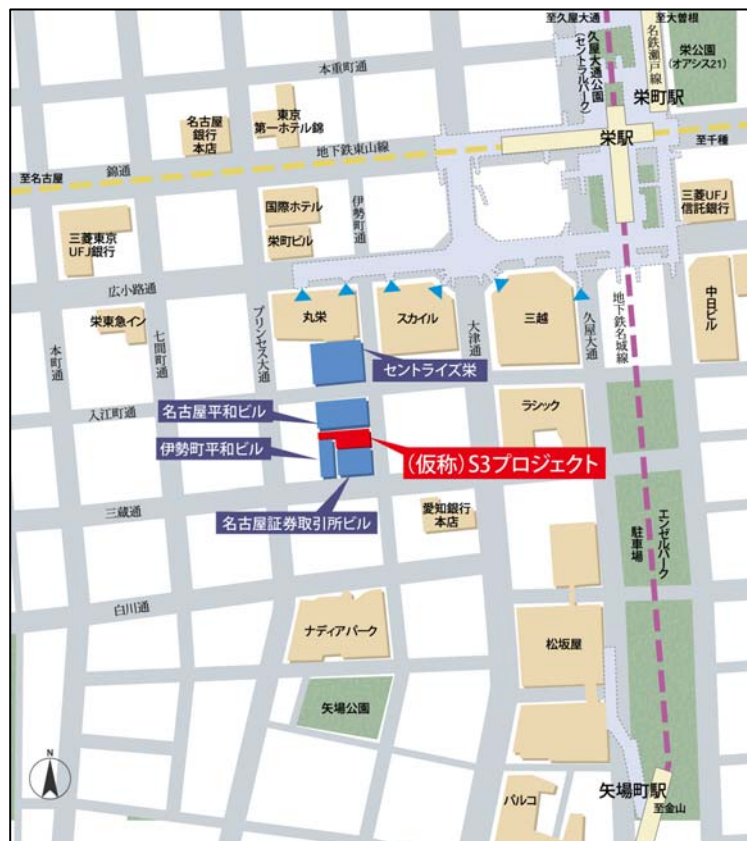 至久屋大通
至大曽根
名鉄瀬戸線
久屋大通公園
(セントラルパーク)
栄公園
(オアシス21)
本重町通
栄町駅
東京
第一ホテル錦
名古屋
銀行
本店
栄駅
地下鉄東山線
至千種
錦通
至名古屋
国際ホテル
伊勢町通
三菱UFJ
信託銀行
三菱東京
UFJ銀行
栄町ビル
広小路通
丸栄
スカイル
三越
中日ビル
栄東急イン
プリンセス大通
大津通
久屋大通
地下鉄名城線
本町通
七間町通
セントライズ栄
入江町通
名古屋平和ビル
ラシック
伊勢町平和ビル
(仮称)S3プロジェクト
三蔵通
名古屋証券取引所ビル
愛知銀行
本店
エンゼルパーク
駐車場
白川通
ナディアパーク
松坂屋
矢場公園
N
矢場町駅
パルコ
至金山